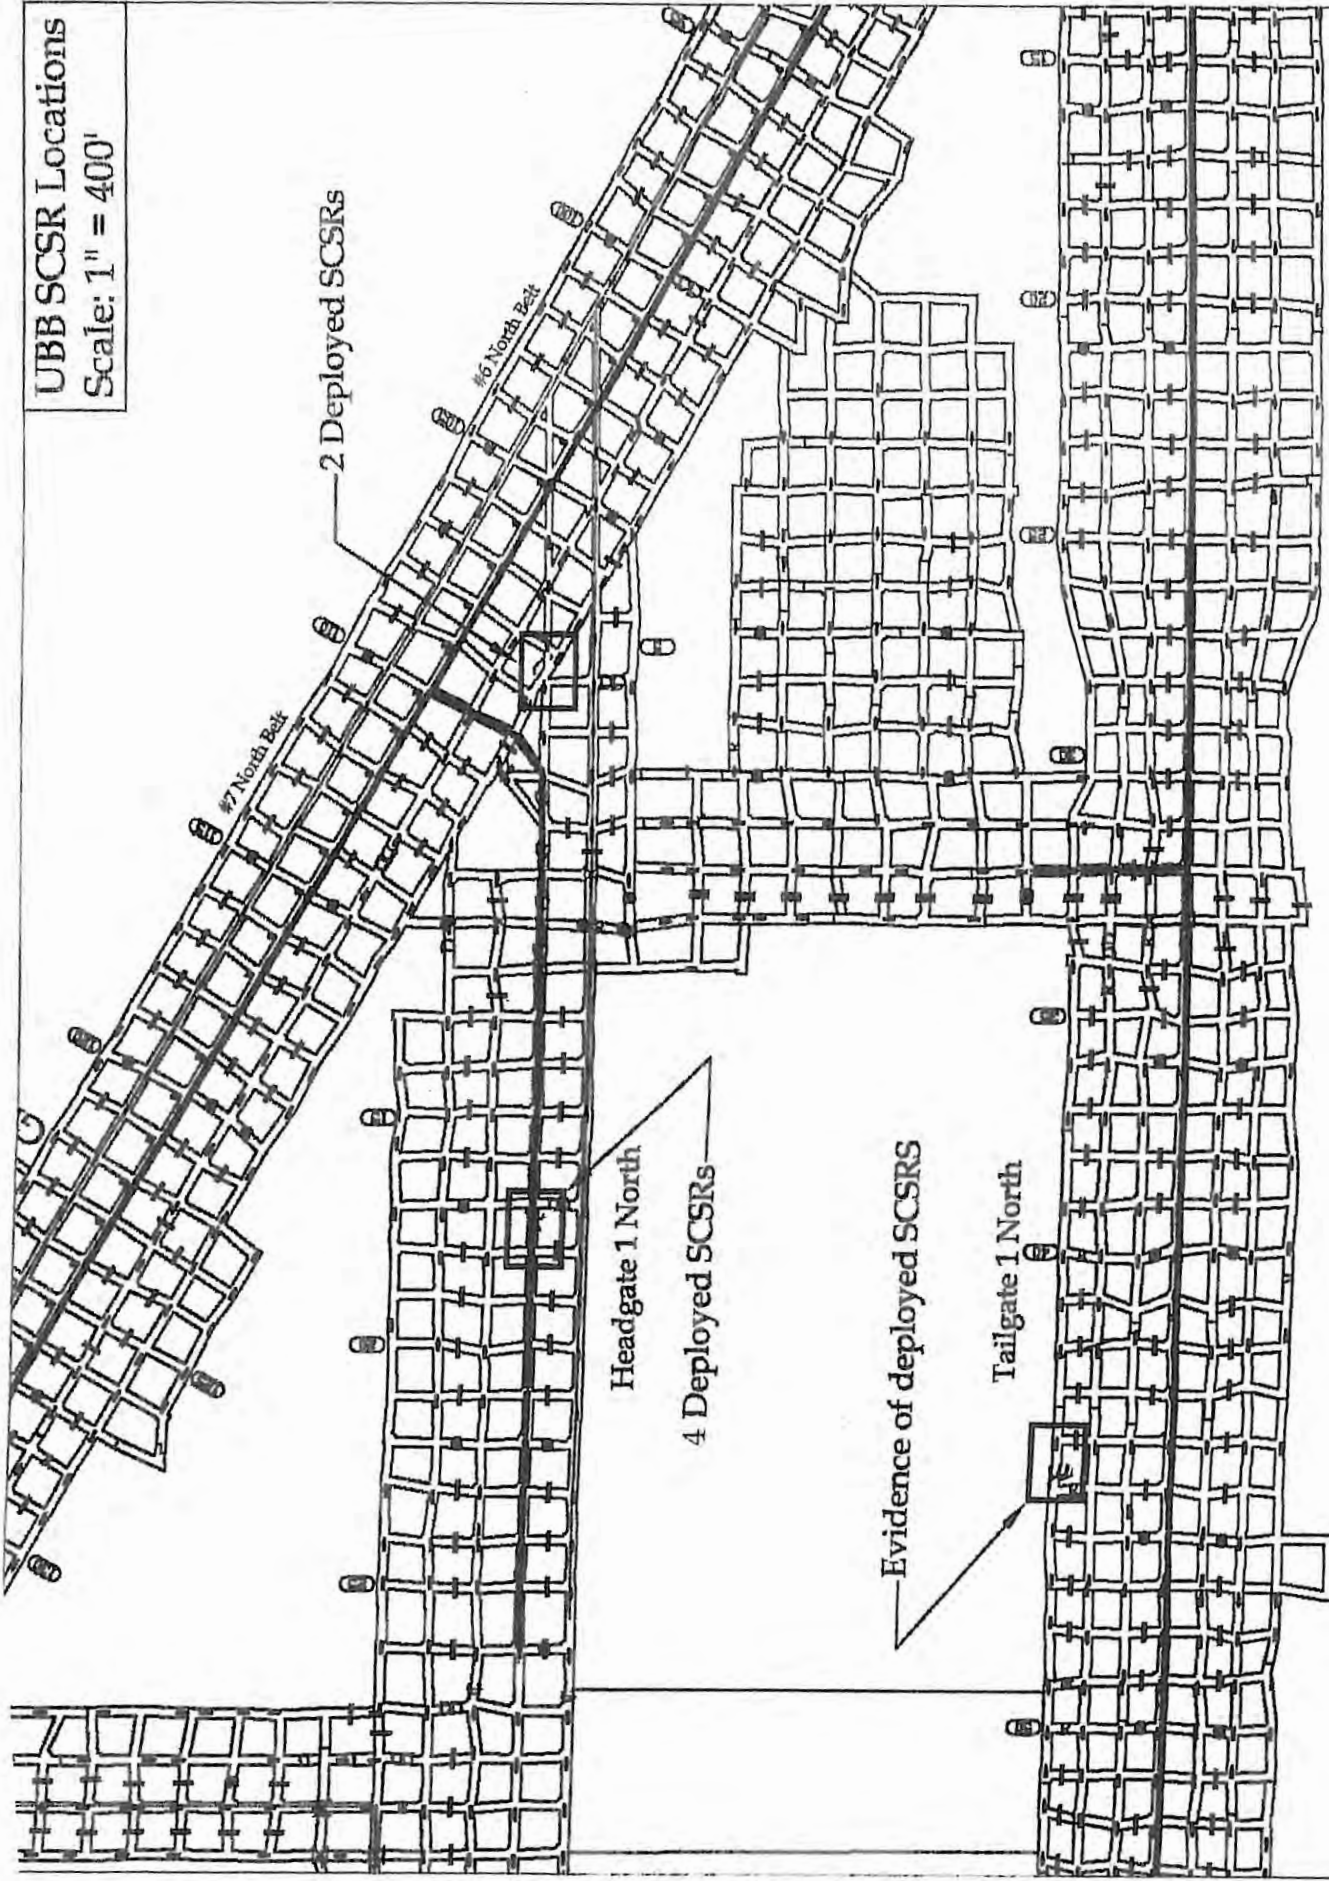 UBB SCSR Locations
Scale: 1" = 400'
2 Deployed SCSRs
#6 North Belt
#7 North Belt
Headgate 1 North
4 Deployed SCSRs
Evidence of deployed SCSRS
Tailgate 1 North